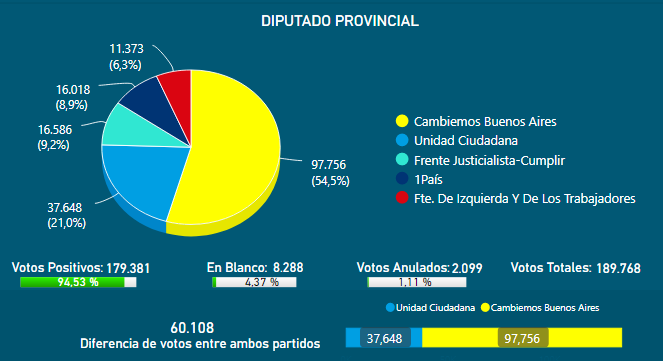 DIPUTADO PROVINCIAL
11.373
(6,3%)
16.018
(8,9%)
16.586
(9,2%)
37.648
(21,0%)
97.756
(54,5%)
Cambiemos Buenos Aires
Unidad Ciudadana
Frente Justicialista-Cumplir
1País
Fte. De Izquierda Y De Los Trabajadores
Votos Positivos: 179.381
94,53 %
En Blanco: 8.288
4,37 %
Votos Anulados: 2.099
1,11 %
Votos Totales: 189.768
60.108
Diferencia de votos entre ambos partidos
Unidad Ciudadana Cambiemos Buenos Aires
37,648 97,756